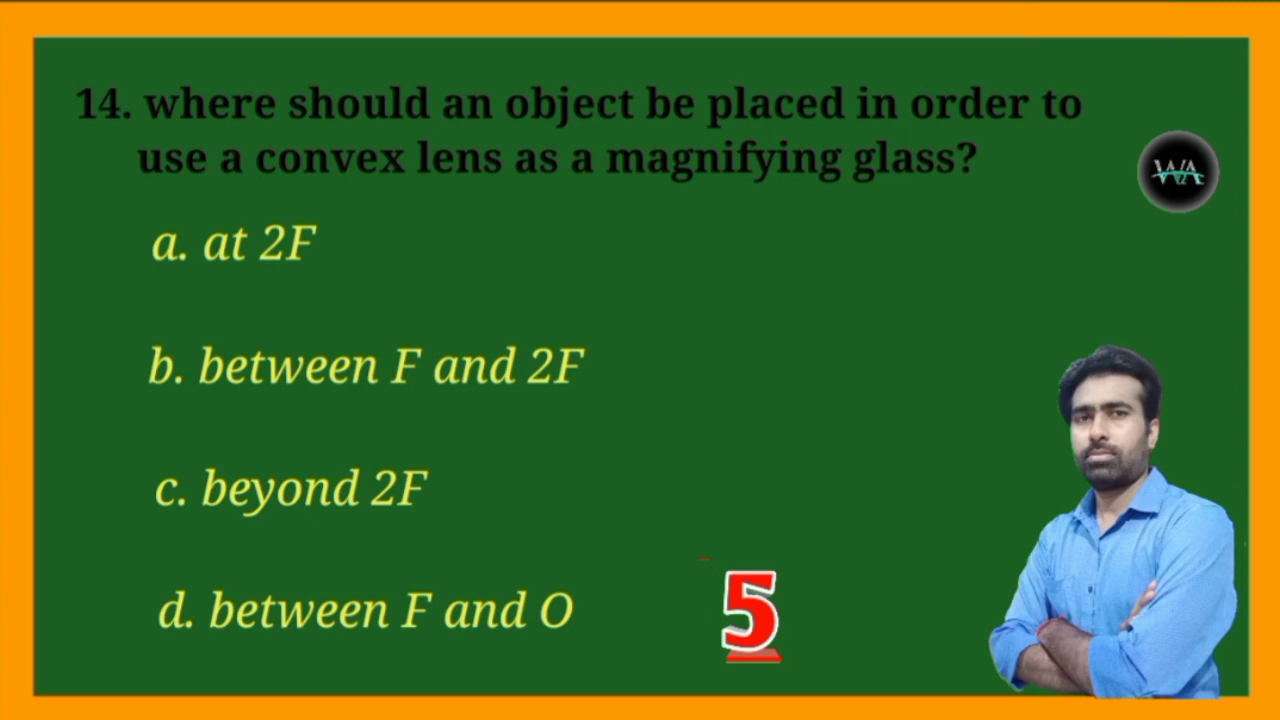 14. where should an object be placed in order to
use a convex lens as a magnifying glass?
a. at 2F
b. between F and 2F
c. beyond 2F
d. between F and O
5